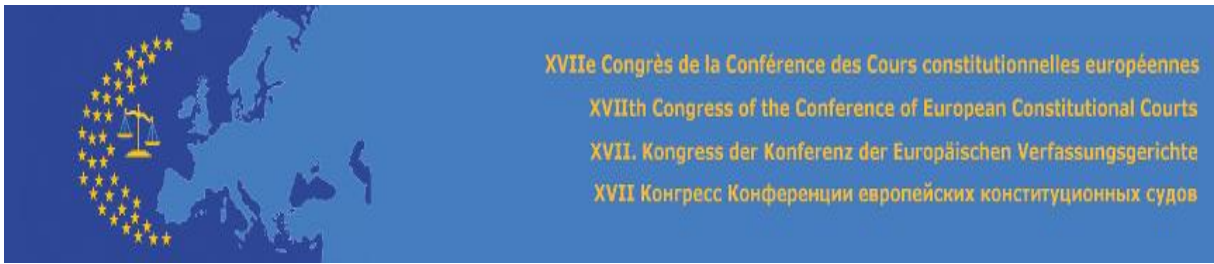 XVIIe Congrès de la Conférence des Cours constitutionnelles européennes
XVIIth Congress of the Conference of European Constitutional Courts
XVII. Kongress der Konferenz der Europäischen Verfassungsgerichte
XVII Конгресс Конференции европейских конституционных судов